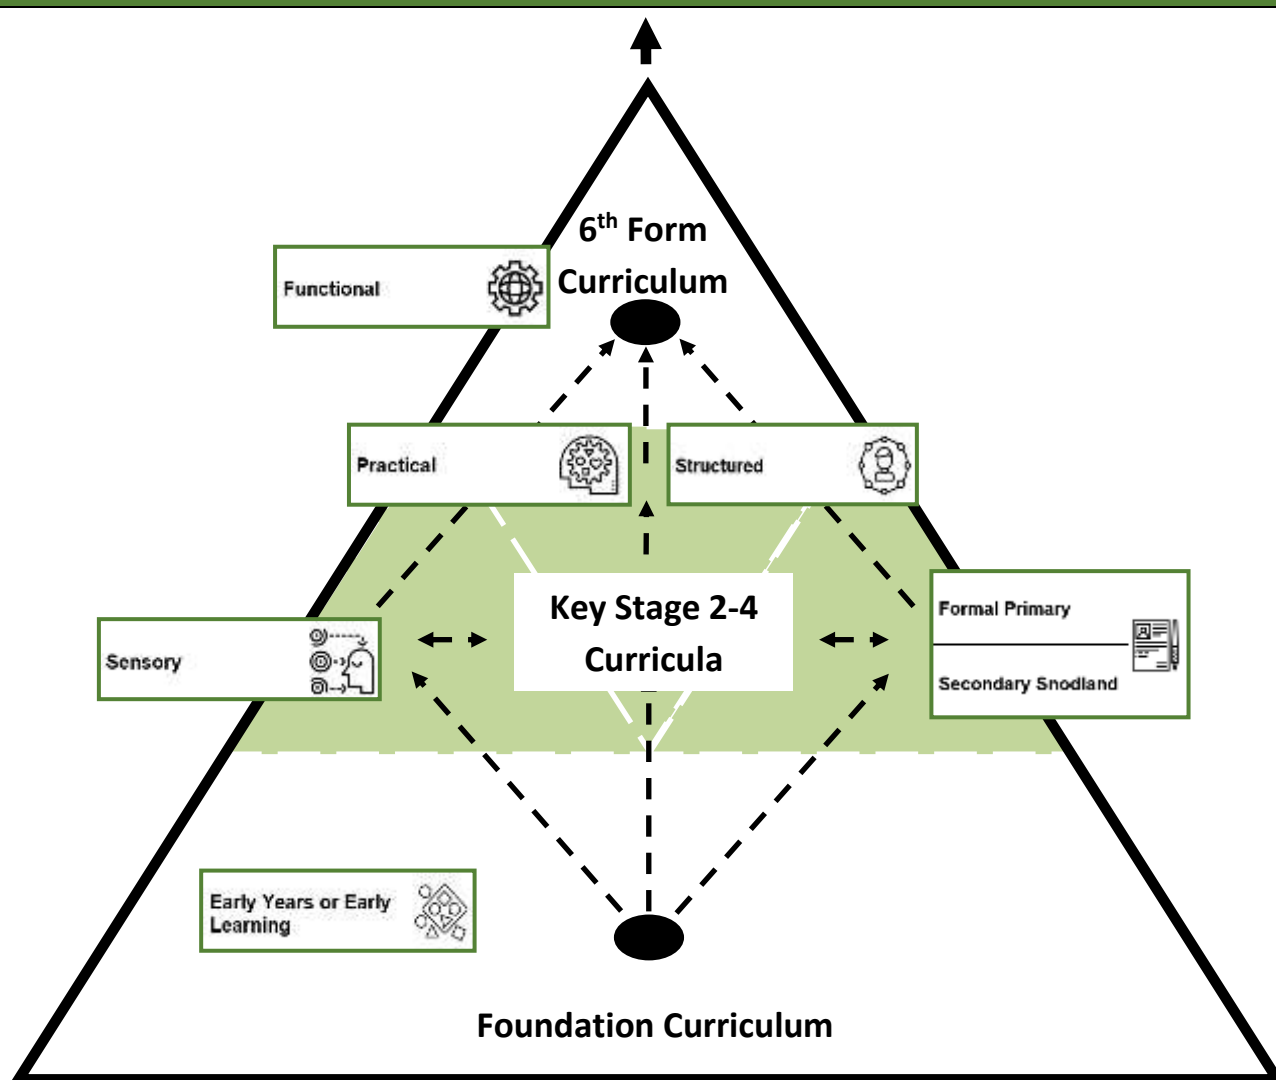 6th Form
Curriculum
Functional
Practical
Structured
Key Stage 2-4
Curricula
Formal Primary
Sensory
Secondary Snodland
Early Years or Early
Learning
Foundation Curriculum